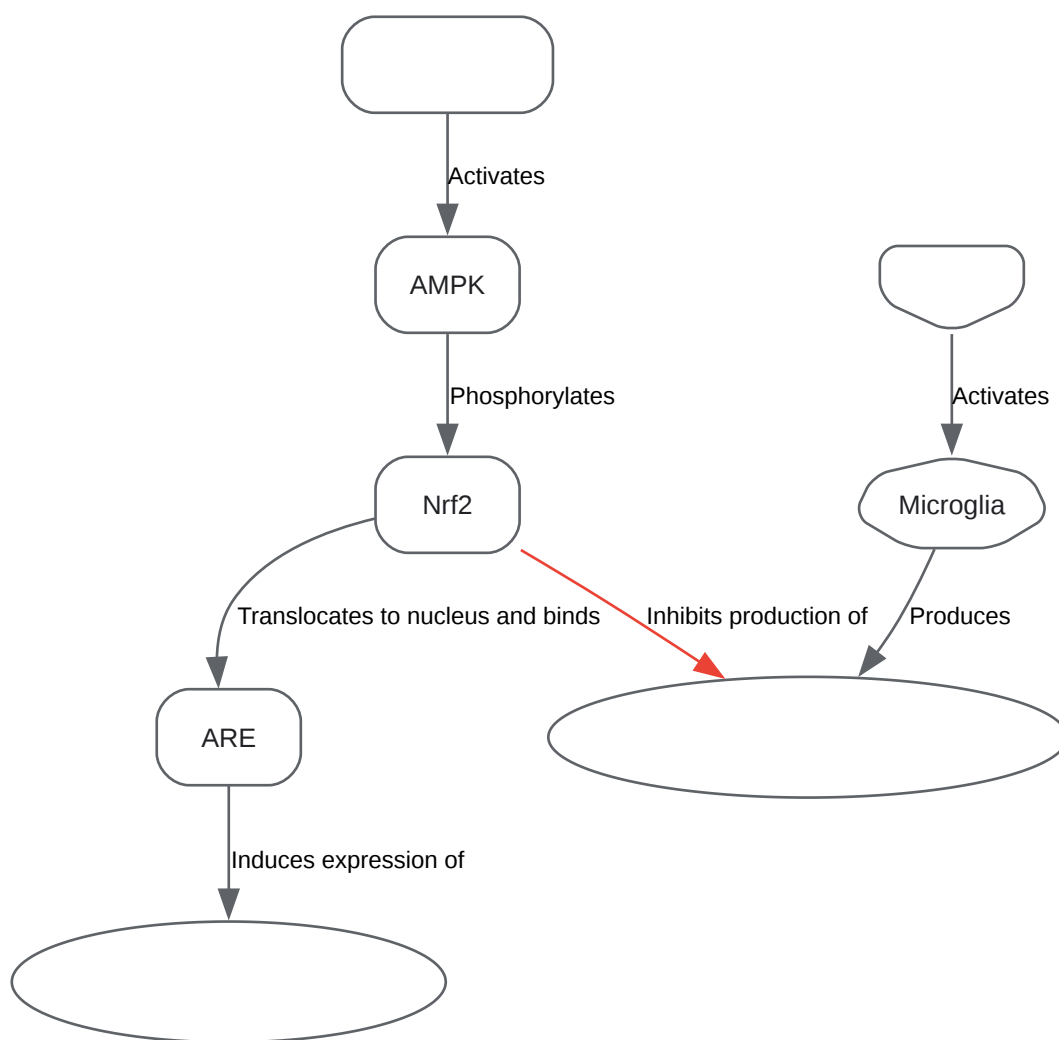 Activates
AMPK
Activates
Phosphorylates
Nrf2
Microglia
Translocates to nucleus and binds
Inhibits production of
Produces
ARE
Induces expression of